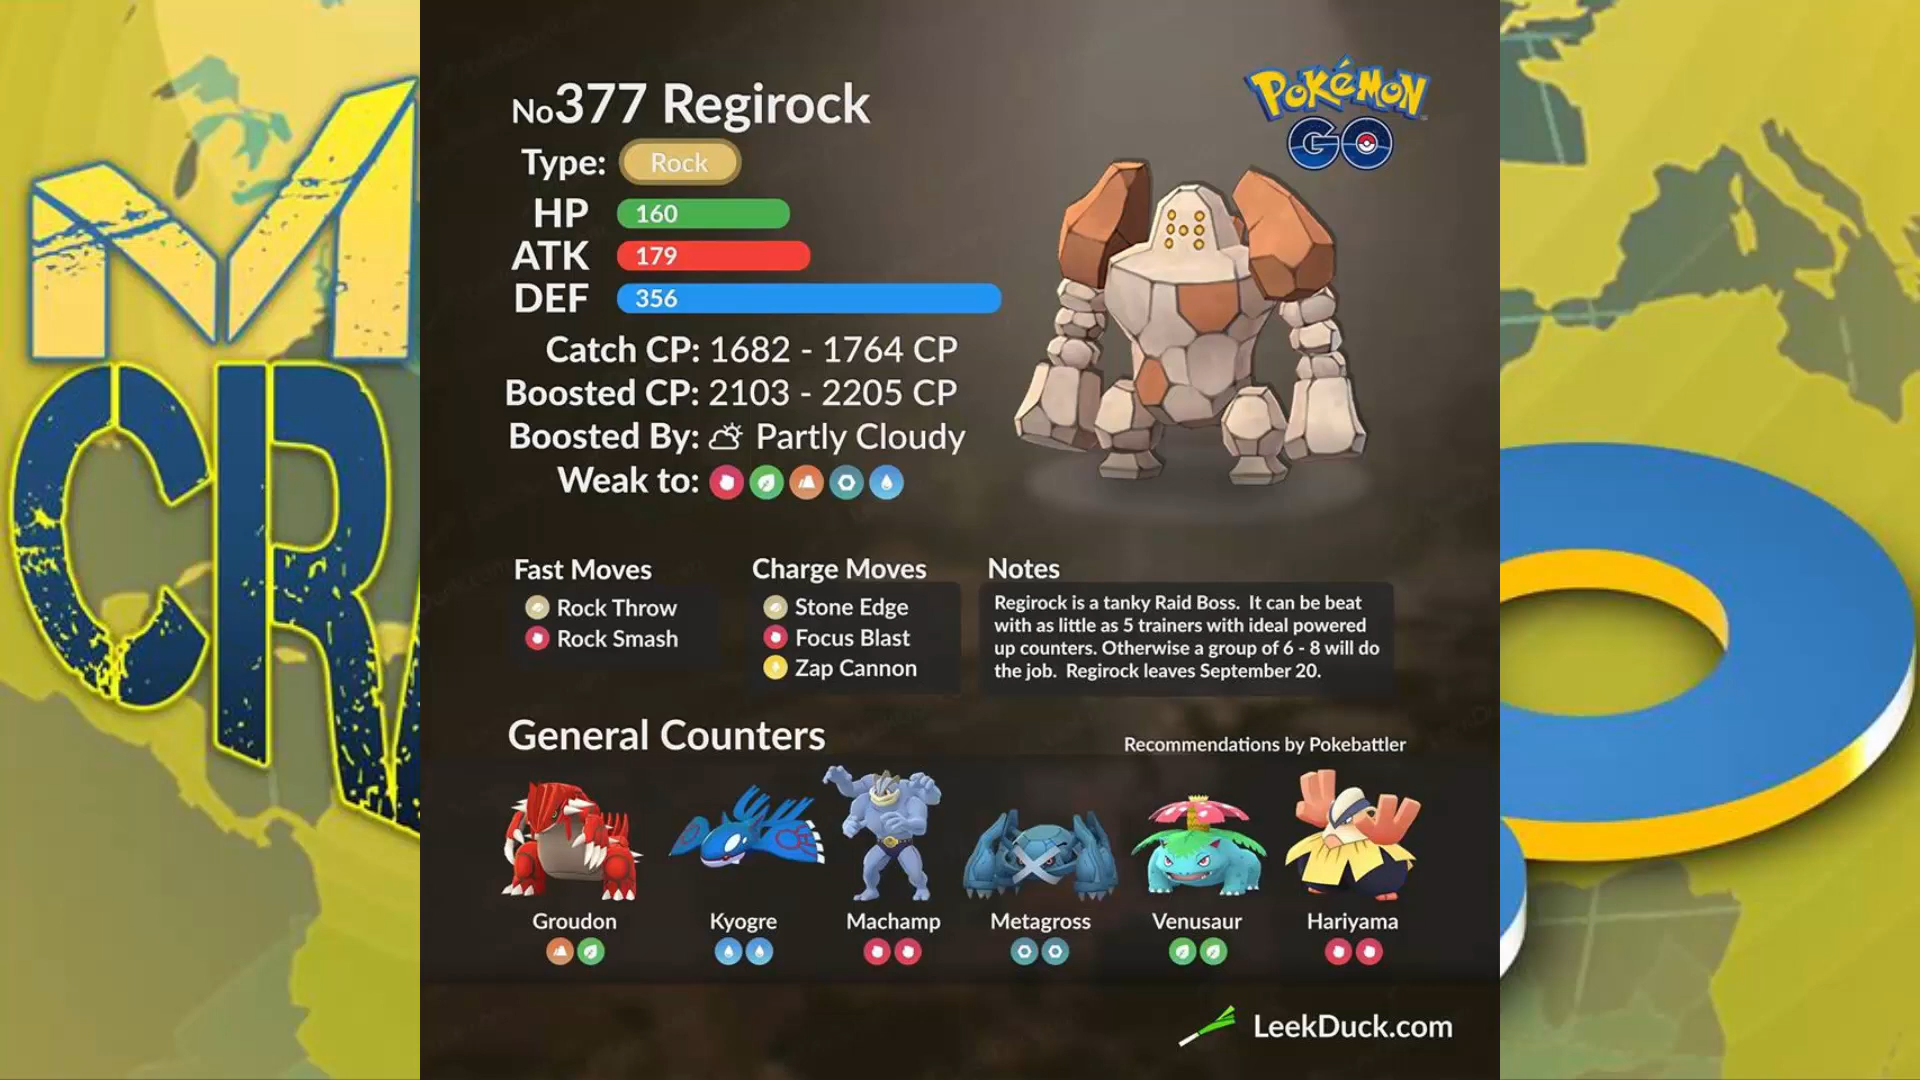 No377 Regirock
POKéMON
GO
Type: Rock
HP 160
ATK 179
DEF 356
Catch CP: 1682 - 1764 CP
Boosted CP: 2103 - 2205 CP
Boosted By: Partly Cloudy
Weak to:
Fast Moves
Rock Throw
Rock Smash
Charge Moves
Stone Edge
Focus Blast
Zap Cannon
Notes
Regirock is a tanky Raid Boss. It can be beat
with as little as 5 trainers with ideal powered
up counters. Otherwise a group of 6 - 8 will do
the job. Regirock leaves September 20.
General Counters
Recommendations by Pokebattler
Groudon
Kyogre
Machamp
Metagross
Venusaur
Hariyama
LeekDuck.com